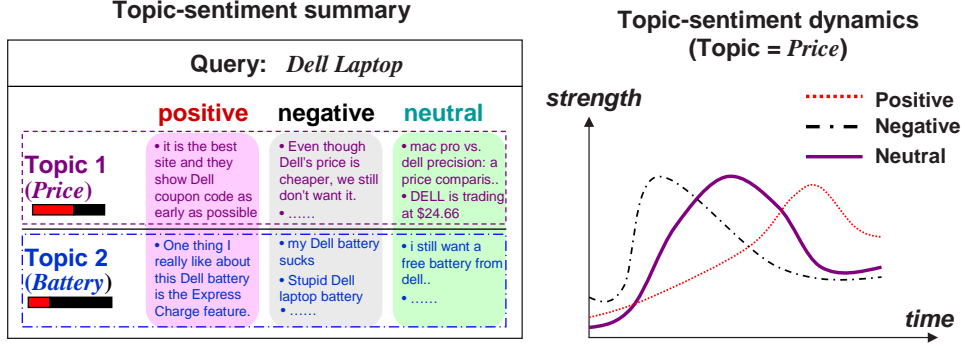 Topic-sentiment summary
Query: Dell Laptop
positive negative neutral
Topic 1
(Price)
• it is the best
site and they
show Dell
coupon code as
early as possible
• Even though
Dell's price is
cheaper, we still
don't want it.
• ......
• mac pro vs.
dell precision: a
price comparis..
• DELL is trading
at $24.66
Topic 2
(Battery)
• One thing I
really like about
this Dell battery
is the Express
Charge feature.
• my Dell battery
sucks
• Stupid Dell
laptop battery
• ......
• i still want a
free battery from
dell..
• ......
Topic-sentiment dynamics
(Topic = Price)
strength
Positive
Negative
Neutral
time